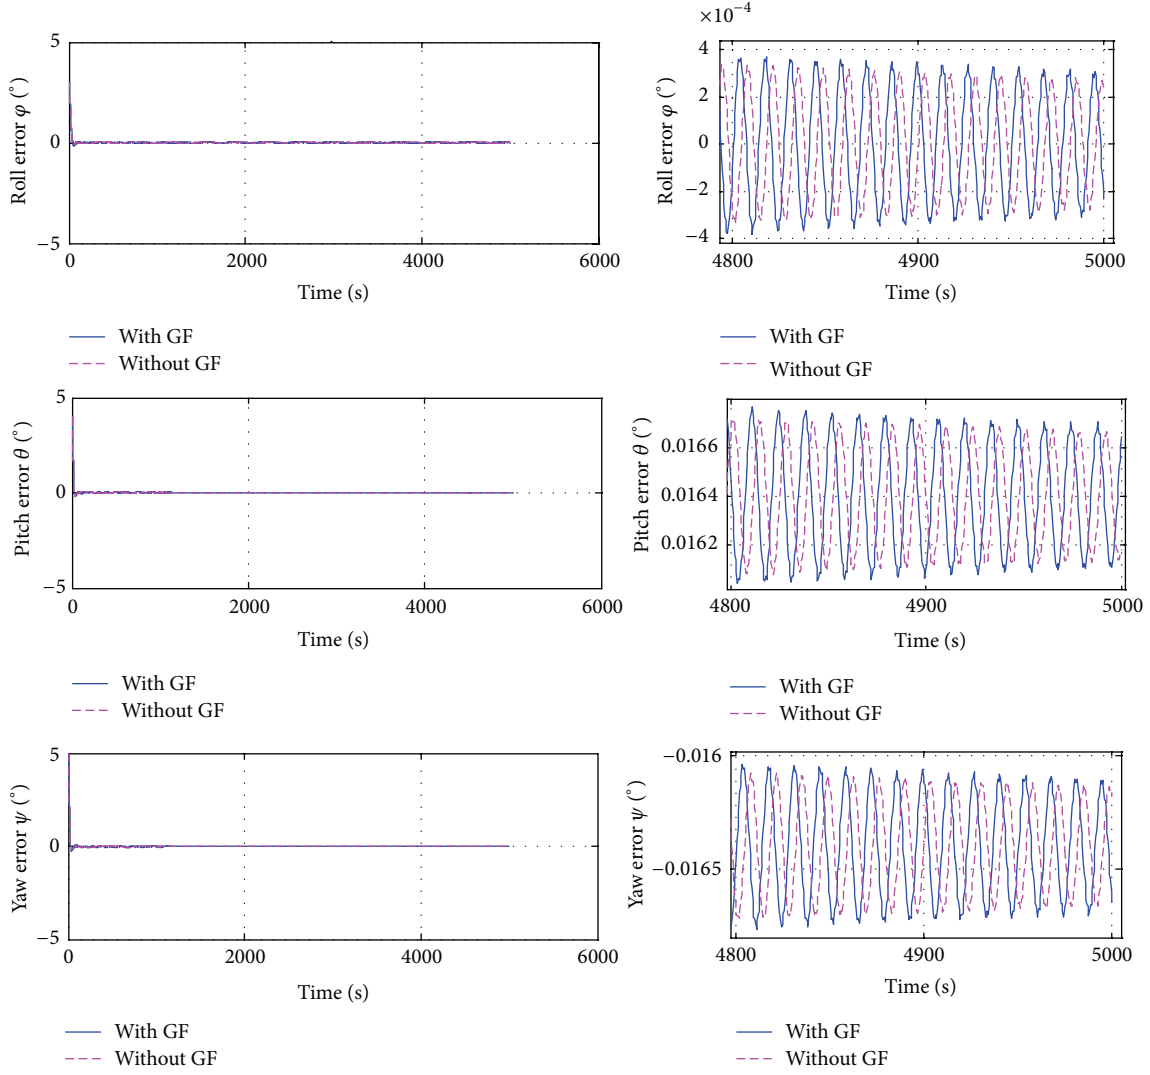 5
0
−5
Roll error φ (°)
0
2000
4000
6000
Time (s)
With GF
Without GF
×10−4
4
2
0
−2
−4
Roll error φ (°)
4800
4900
5000
Time (s)
With GF
Without GF
5
0
−5
Pitch error θ (°)
0
2000
4000
6000
Time (s)
With GF
Without GF
0.0166
0.0164
0.0162
Pitch error θ (°)
4800
4900
5000
Time (s)
With GF
Without GF
5
0
−5
Yaw error ψ (°)
0
2000
4000
6000
Time (s)
With GF
Without GF
−0.016
−0.0165
Yaw error ψ (°)
4800
4900
5000
Time (s)
With GF
Without GF